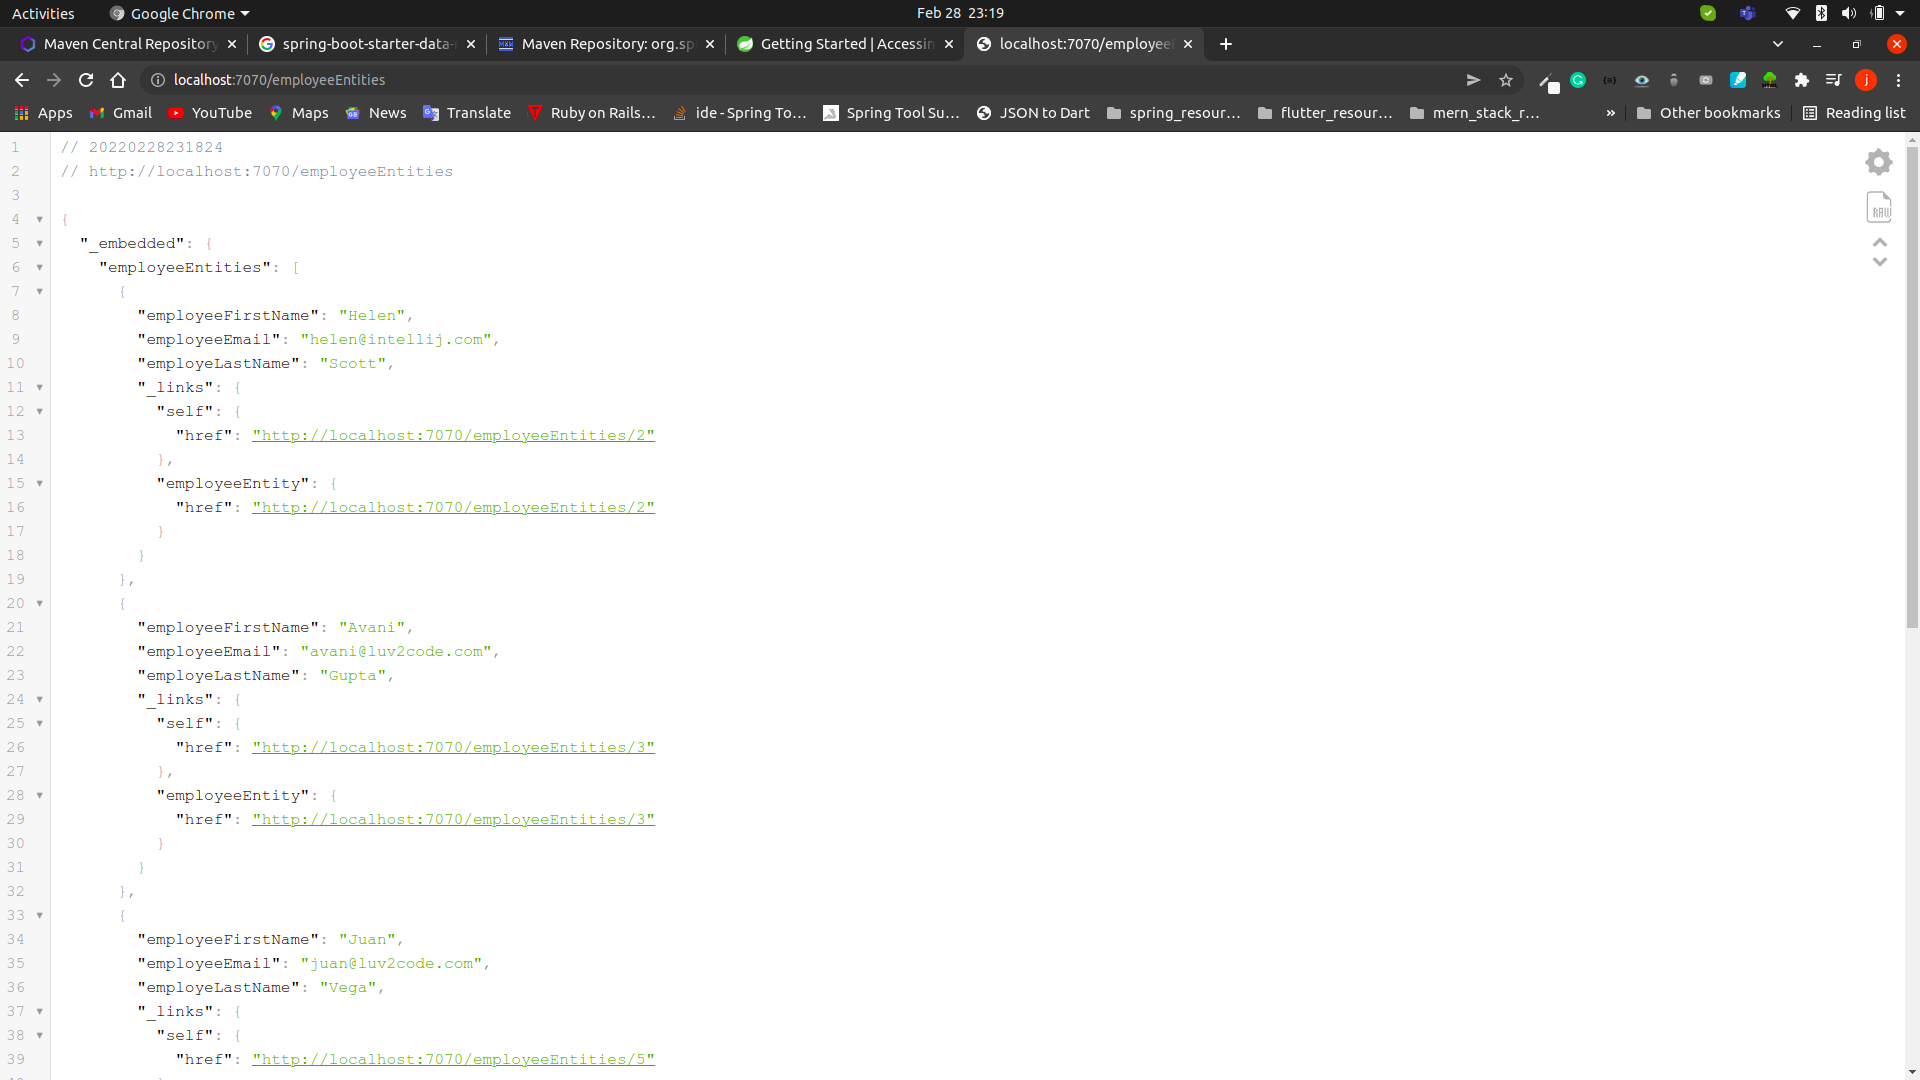 Activities Google Chrome Feb 28 23:19
Maven Central Repository spring-boot-starter-data- Maven Repository: org.sp Getting Started | Accessin localhost:7070/employeeE
localhost:7070/employeeEntities
Apps Gmail YouTube Maps News Translate Ruby on Rails... ide - Spring To... Spring Tool Su... JSON to Dart spring_resour... flutter_resour... mern_stack_r... » Other bookmarks Reading list
1 // 20220228231824
2 // http://localhost:7070/employeeEntities
3
4 {
5 "_embedded": {
6 "employeeEntities": [
7 {
8 "employeeFirstName": "Helen",
9 "employeeEmail": "helen@intellij.com",
10 "employeLastName": "Scott",
11 "_links": {
12 "self": {
13 "href": "http://localhost:7070/employeeEntities/2"
14 },
15 "employeeEntity": {
16 "href": "http://localhost:7070/employeeEntities/2"
17 }
18 }
19 },
20 {
21 "employeeFirstName": "Avani",
22 "employeeEmail": "avani@luv2code.com",
23 "employeLastName": "Gupta",
24 "_links": {
25 "self": {
26 "href": "http://localhost:7070/employeeEntities/3"
27 },
28 "employeeEntity": {
29 "href": "http://localhost:7070/employeeEntities/3"
30 }
31 }
32 },
33 {
34 "employeeFirstName": "Juan",
35 "employeeEmail": "juan@luv2code.com",
36 "employeLastName": "Vega",
37 "_links": {
38 "self": {
39 "href": "http://localhost:7070/employeeEntities/5"
RAW
j